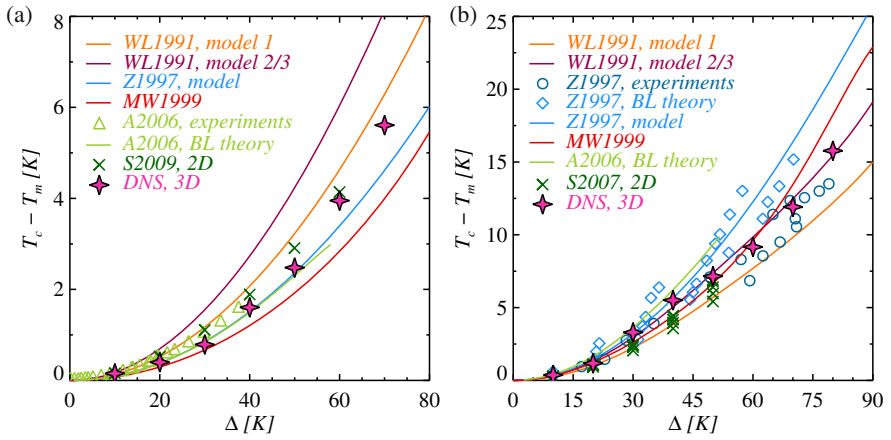 (a)
T_c − T_m [K]
8
6
4
2
0
WL1991, model 1
WL1991, model 2/3
Z1997, model
MW1999
A2006, experiments
A2006, BL theory
S2009, 2D
DNS, 3D
0 20 40 60 80
Δ [K]
(b)
T_c − T_m [K]
25
20
15
10
5
0
WL1991, model 1
WL1991, model 2/3
Z1997, experiments
Z1997, BL theory
Z1997, model
MW1999
A2006, BL theory
S2007, 2D
DNS, 3D
0 15 30 45 60 75 90
Δ [K]